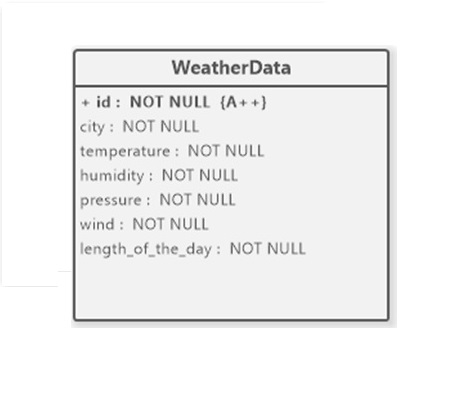 WeatherData
+ id : NOT NULL {A++}
city : NOT NULL
temperature : NOT NULL
humidity : NOT NULL
pressure : NOT NULL
wind : NOT NULL
length_of_the_day : NOT NULL